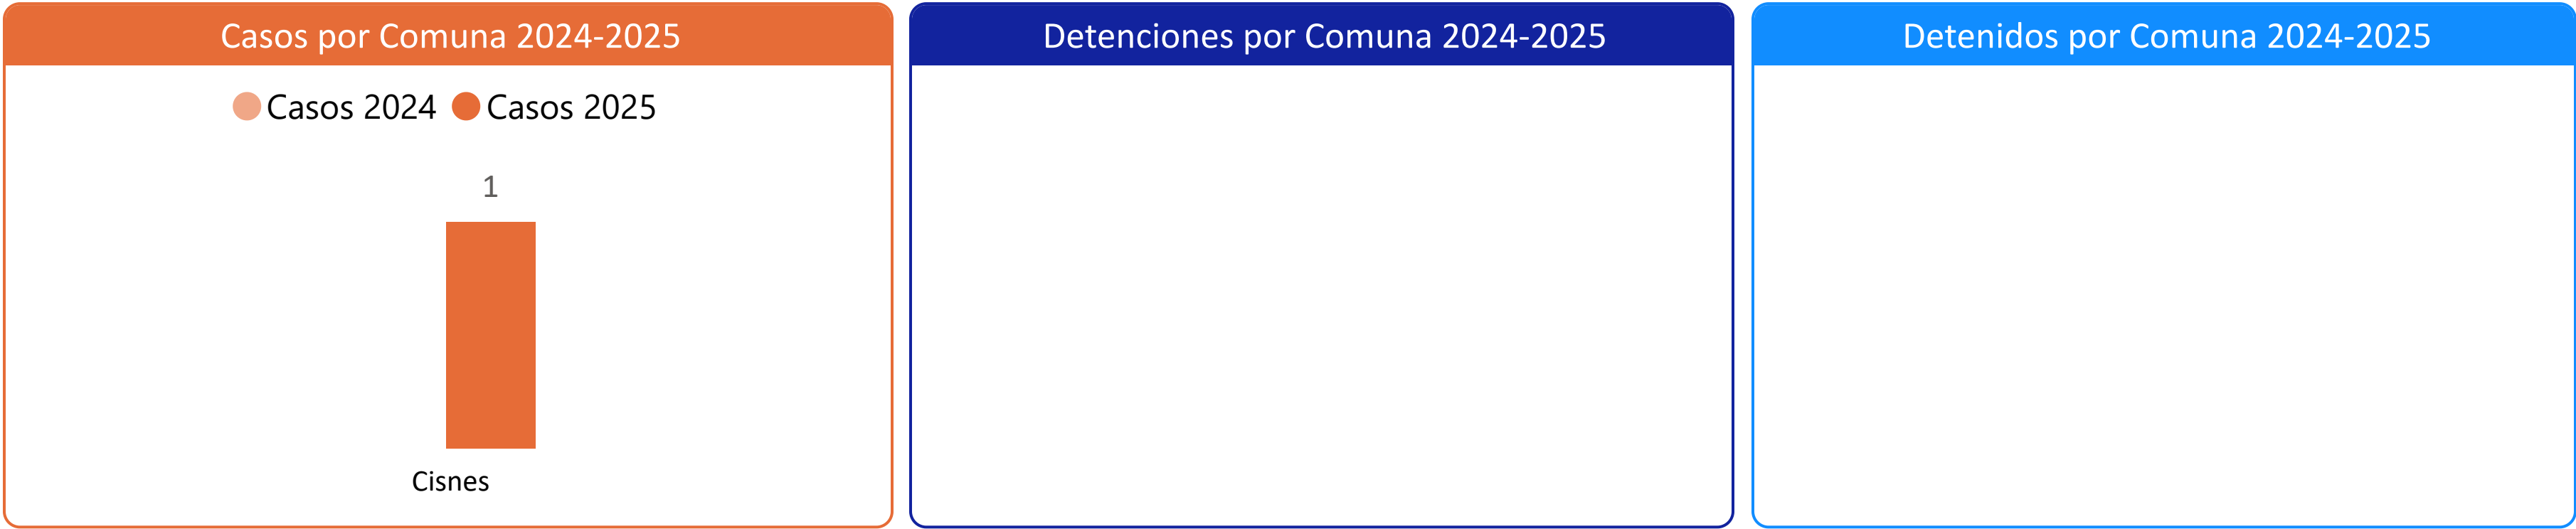 Casos por Comuna 2024-2025
Casos 2024 Casos 2025
1
Cisnes
Detenciones por Comuna 2024-2025
Detenidos por Comuna 2024-2025